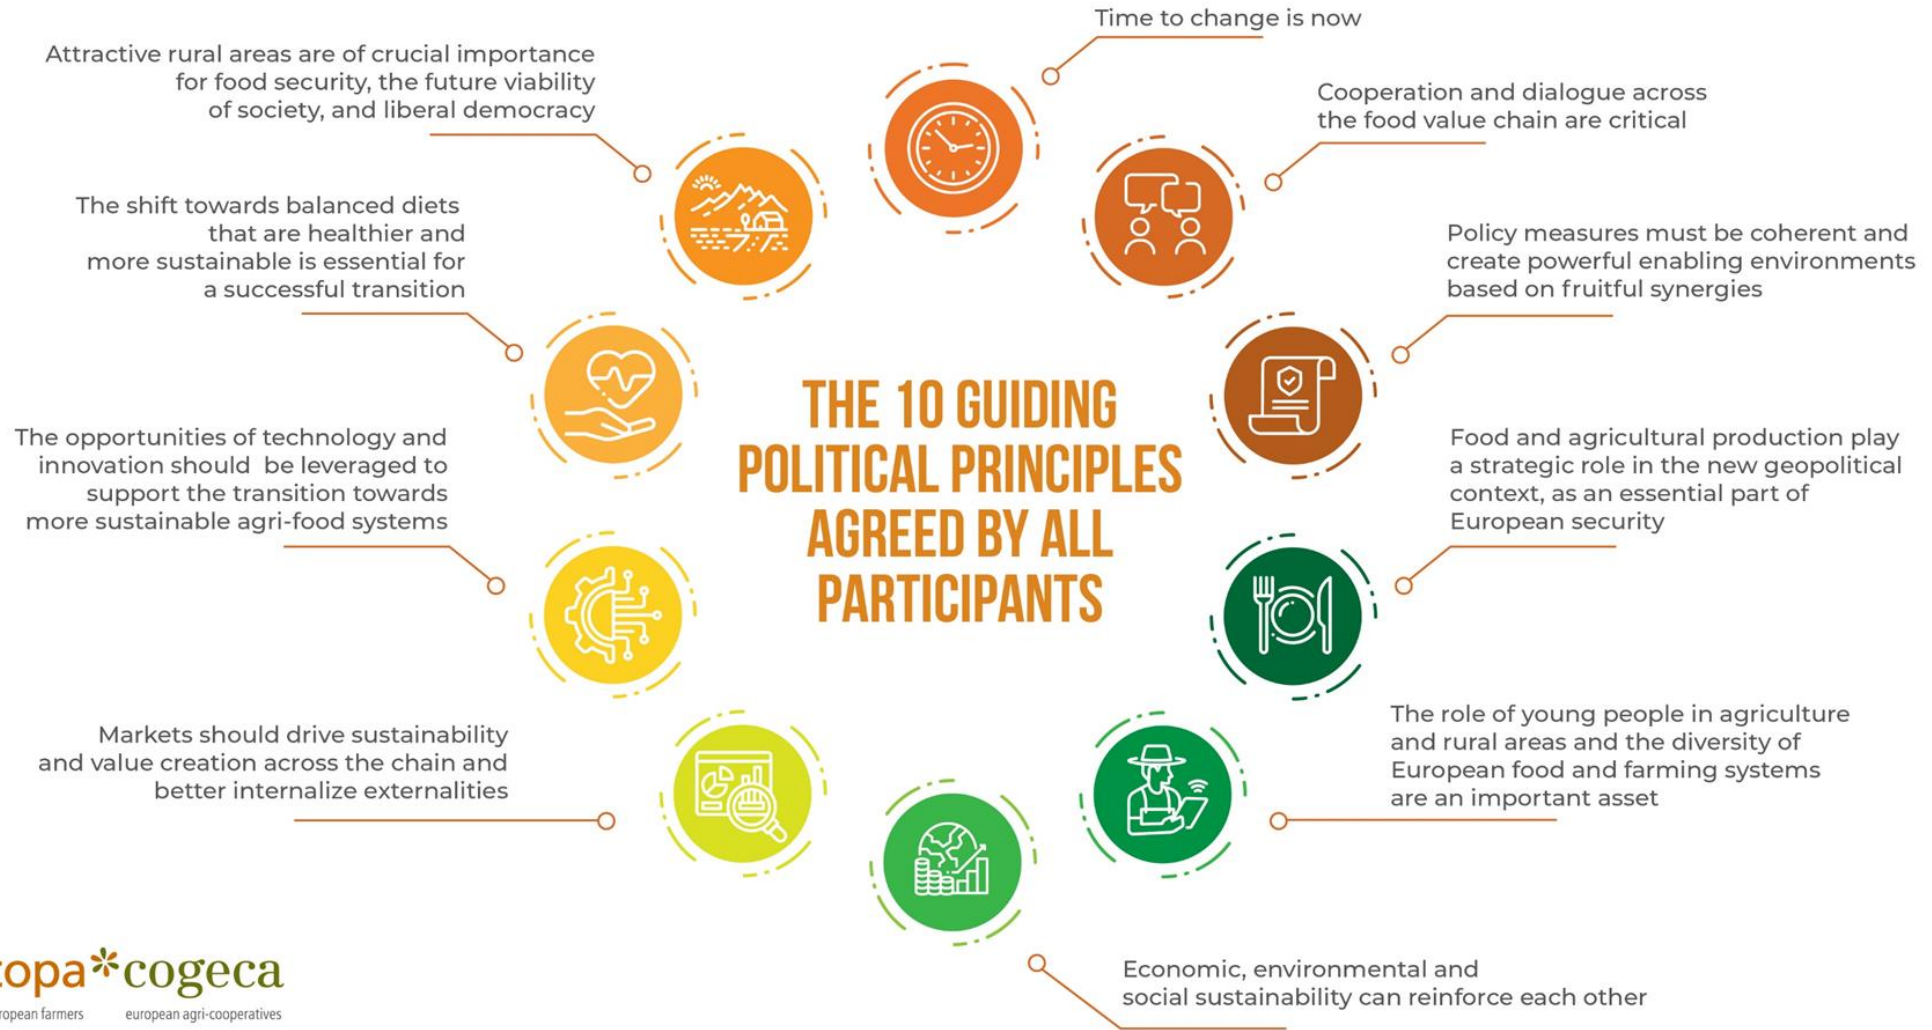 Time to change is now
Cooperation and dialogue across
the food value chain are critical
Policy measures must be coherent and
create powerful enabling environments
based on fruitful synergies
Food and agricultural production play
a strategic role in the new geopolitical
context, as an essential part of
European security
The role of young people in agriculture
and rural areas and the diversity of
European food and farming systems
are an important asset
Economic, environmental and
social sustainability can reinforce each other
Markets should drive sustainability
and value creation across the chain and
better internalize externalities
The opportunities of technology and
innovation should be leveraged to
support the transition towards
more sustainable agri-food systems
The shift towards balanced diets
that are healthier and
more sustainable is essential for
a successful transition
Attractive rural areas are of crucial importance
for food security, the future viability
of society, and liberal democracy
THE 10 GUIDING
POLITICAL PRINCIPLES
AGREED BY ALL
PARTICIPANTS
opa*cogeca
ropean farmers european agri-cooperatives